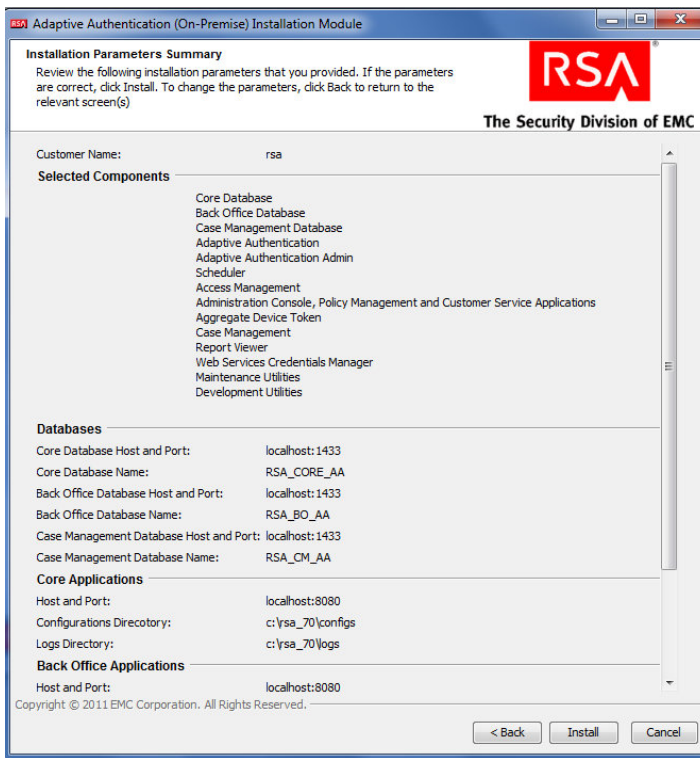 RSA Adaptive Authentication (On-Premise) Installation Module
Installation Parameters Summary
Review the following installation parameters that you provided. If the parameters
are correct, click Install. To change the parameters, click Back to return to the
relevant screen(s)
RSA®
The Security Division of EMC
Customer Name: rsa
Selected Components
Core Database
Back Office Database
Case Management Database
Adaptive Authentication
Adaptive Authentication Admin
Scheduler
Access Management
Administration Console, Policy Management and Customer Service Applications
Aggregate Device Token
Case Management
Report Viewer
Web Services Credentials Manager
Maintenance Utilities
Development Utilities
Databases
Core Database Host and Port: localhost:1433
Core Database Name: RSA_CORE_AA
Back Office Database Host and Port: localhost:1433
Back Office Database Name: RSA_BO_AA
Case Management Database Host and Port: localhost:1433
Case Management Database Name: RSA_CM_AA
Core Applications
Host and Port: localhost:8080
Configurations Direcotory: c:\rsa_70\configs
Logs Directory: c:\rsa_70\logs
Back Office Applications
Host and Port: localhost:8080
Copyright © 2011 EMC Corporation. All Rights Reserved.
< Back Install Cancel